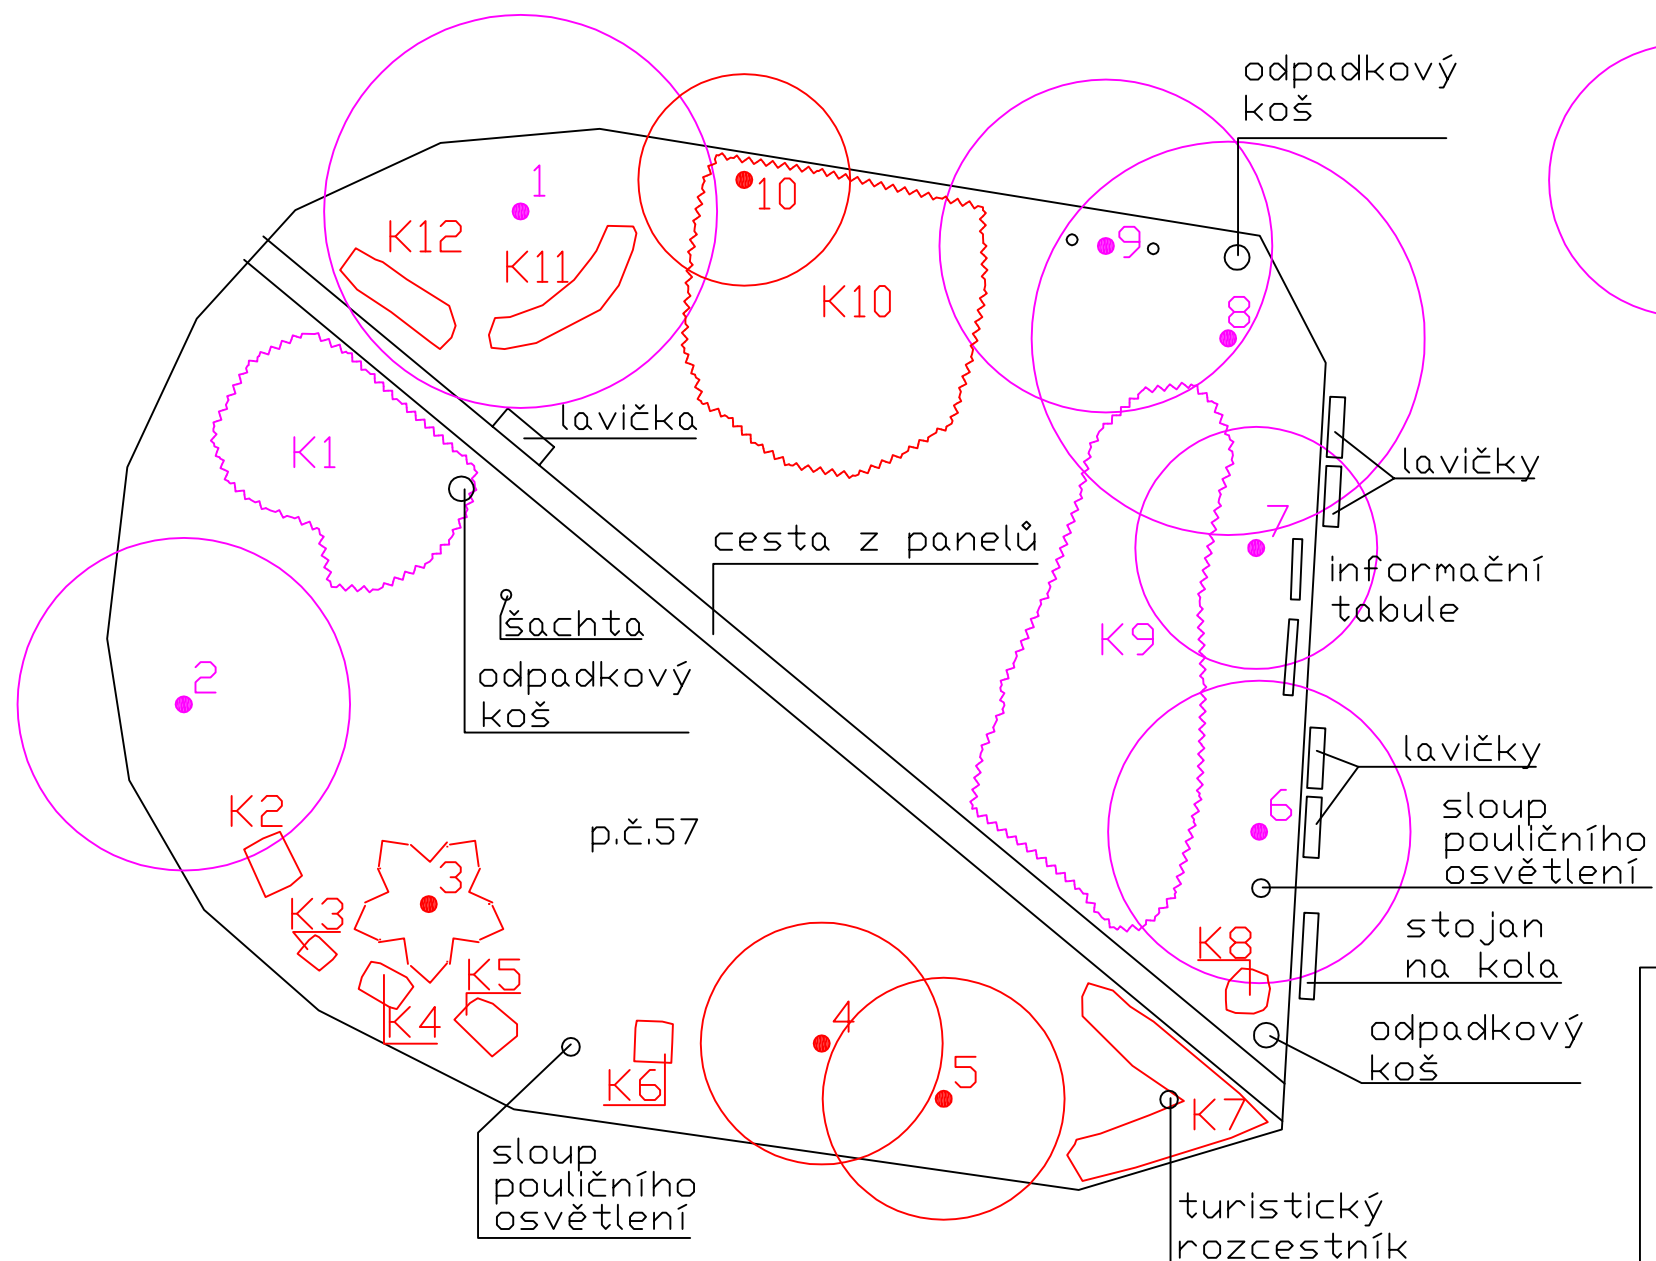 odpadkový
koš
1
10
K12
K11
9
K10
8
lavička
K1
lavičky
7
cesta z panelů
informační
tabule
šachta
K9
2
odpadkový
koš
lavičky
K2
p.č.57
6
sloup
pouličního
osvětlení
3
K3
K8
stojan
na kola
K5
K4
4
odpadkový
koš
5
K6
K7
sloup
pouličního
osvětlení
turistický
rozcestník